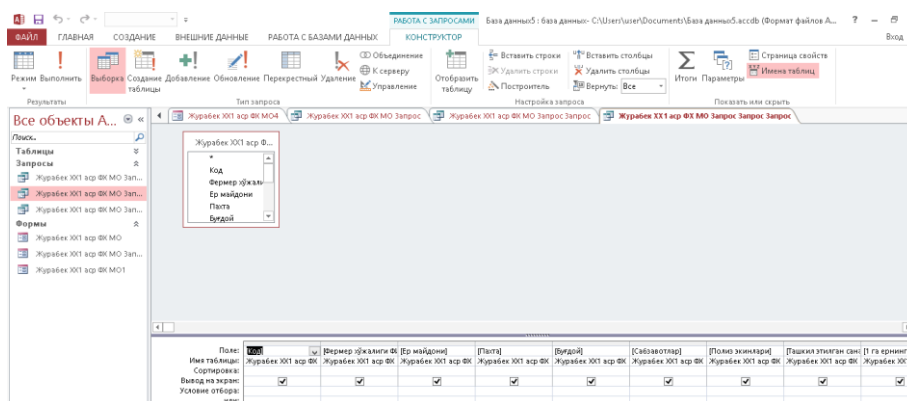 РАБОТА С ЗАПРОСАМИ База данных5 : база данных- C:\Users\user\Documents\База данных5.accdb (Формат файлов A... ?
ФАЙЛ ГЛАВНАЯ СОЗДАНИЕ ВНЕШНИЕ ДАННЫЕ РАБОТА С БАЗАМИ ДАННЫХ КОНСТРУКТОР Вход
Режим Выполнить Выборка Создание таблицы Добавление Обновление Перекрестный Удаление
Объединение
К серверу
Управление
Отобразить таблицу
Вставить строки
Удалить строки
Построитель
Вставить столбцы
Удалить столбцы
Вернуть: Все
Итоги Параметры
Страница свойств
Имена таблиц
Результаты Тип запроса Настройка запроса Показать или скрыть
Все объекты A...
Поиск..
Таблицы
Запросы
Журабек XX1 аср ФХ МО Зап...
Журабек XX1 аср ФХ МО Зап...
Журабек XX1 аср ФХ МО Зап...
Формы
Журабек XX1 аср ФХ МО
Журабек XX1 аср ФХ МО Зап...
Журабек XX1 аср ФХ МО1
Журабек XX1 аср ФХ МО4 Журабек XX1 аср ФХ МО Запрос Журабек XX1 аср ФХ МО Запрос Запрос Журабек XX1 аср ФХ МО Запрос Запрос Запрос
Журабек XX1 аср Ф...
*
Код
Фермер хўжали
Ер майдони
Пахта
Буғдой
Поле: [Код] [Фермер хўжалиги ФХ [Ер майдони] [Пахта] [Буғдой] [Сабзавотлар] [Полиз экинлари] [Ташкил этилган сана [1 га ернинг
Имя таблицы: Журабек XX1 аср ФХ Журабек XX1 аср ФХ Журабек XX1 аср ФХ Журабек XX1 аср ФХ Журабек XX1 аср ФХ Журабек XX1 аср ФХ Журабек XX1 аср ФХ Журабек XX1 аср ФХ Журабек XX
Сортировка:
Вывод на экран:
Условие отбора:
или: